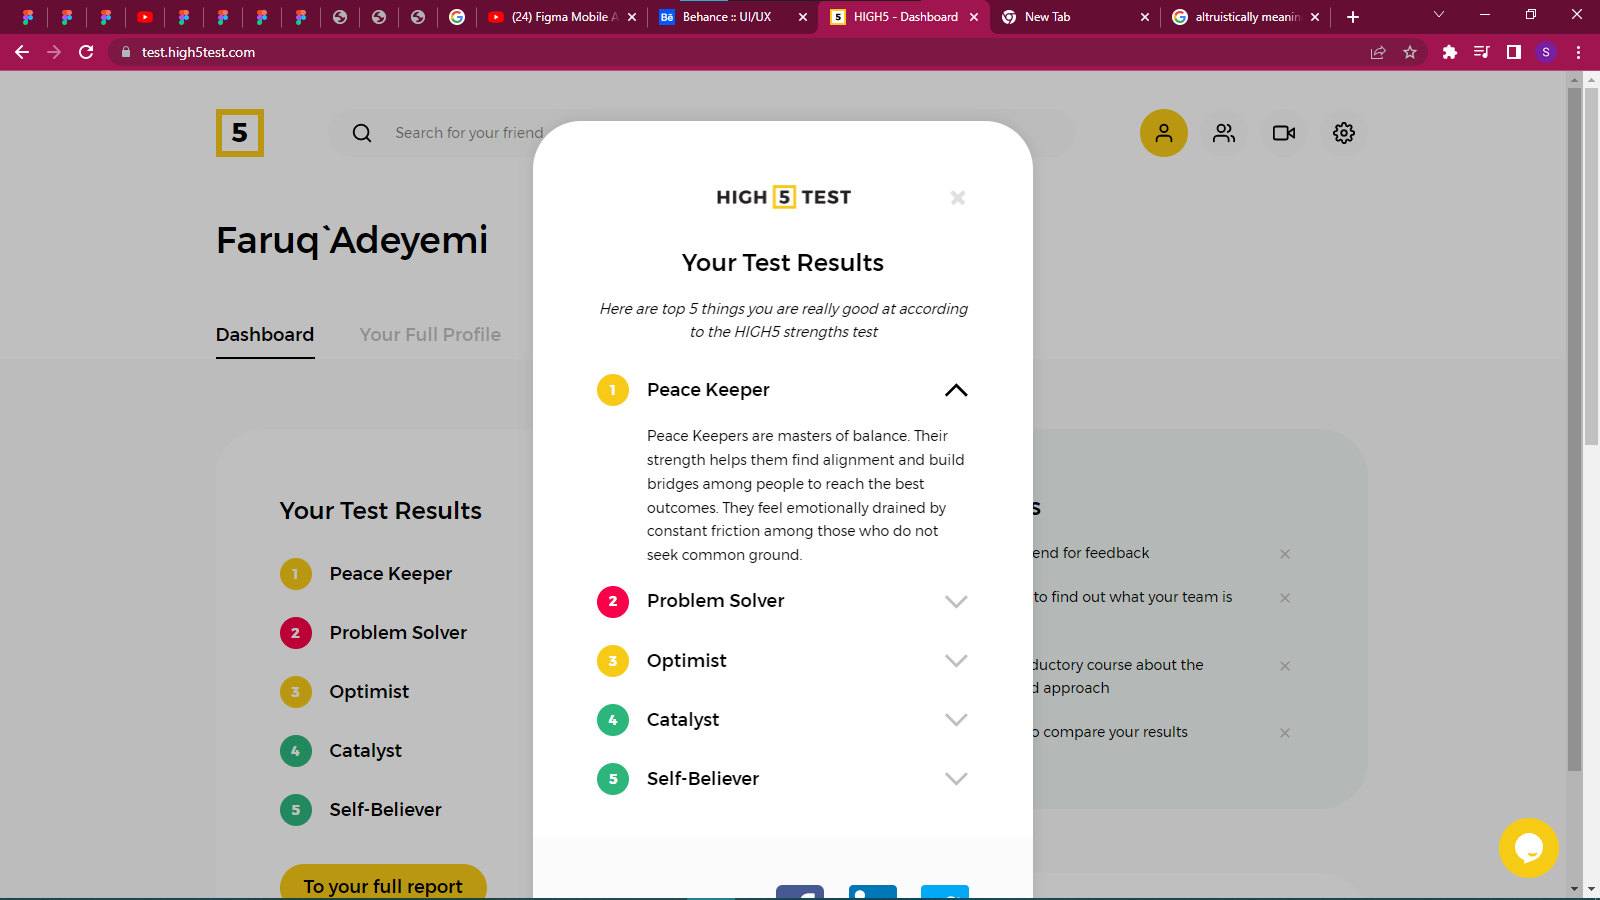 (24) Figma Mobile A
Behance :: UI/UX
5 HIGH5 - Dashboard
New Tab
altruistically meanin
test.high5test.com
S
5
Search for your friend
Faruq`Adeyemi
Dashboard
Your Full Profile
Your Test Results
1 Peace Keeper
2 Problem Solver
3 Optimist
4 Catalyst
5 Self-Believer
To your full report
HIGH 5 TEST
Your Test Results
Here are top 5 things you are really good at according
to the HIGH5 strengths test
1 Peace Keeper
Peace Keepers are masters of balance. Their
strength helps them find alignment and build
bridges among people to reach the best
outcomes. They feel emotionally drained by
constant friction among those who do not
seek common ground.
2 Problem Solver
3 Optimist
4 Catalyst
5 Self-Believer
s
end for feedback
to find out what your team is
ductory course about the
d approach
o compare your results